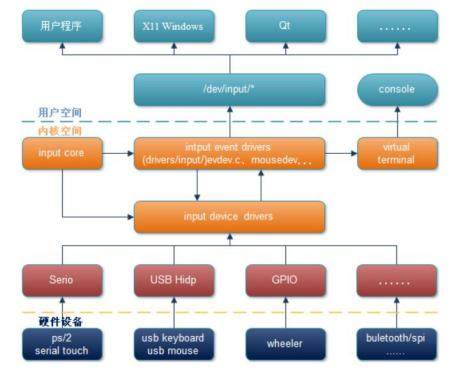 用户程序
X11 Windows
Qt
......
/dev/input/*
console
用户空间
内核空间
input core
intput event drivers
(drivers/input/)evdev.c、mousedev...
virtual
terminal
input device drivers
Serio
USB Hidp
GPIO
......
硬件设备
ps/2
serial touch
usb keyboard
usb mouse
wheeler
buletooth/spi
......